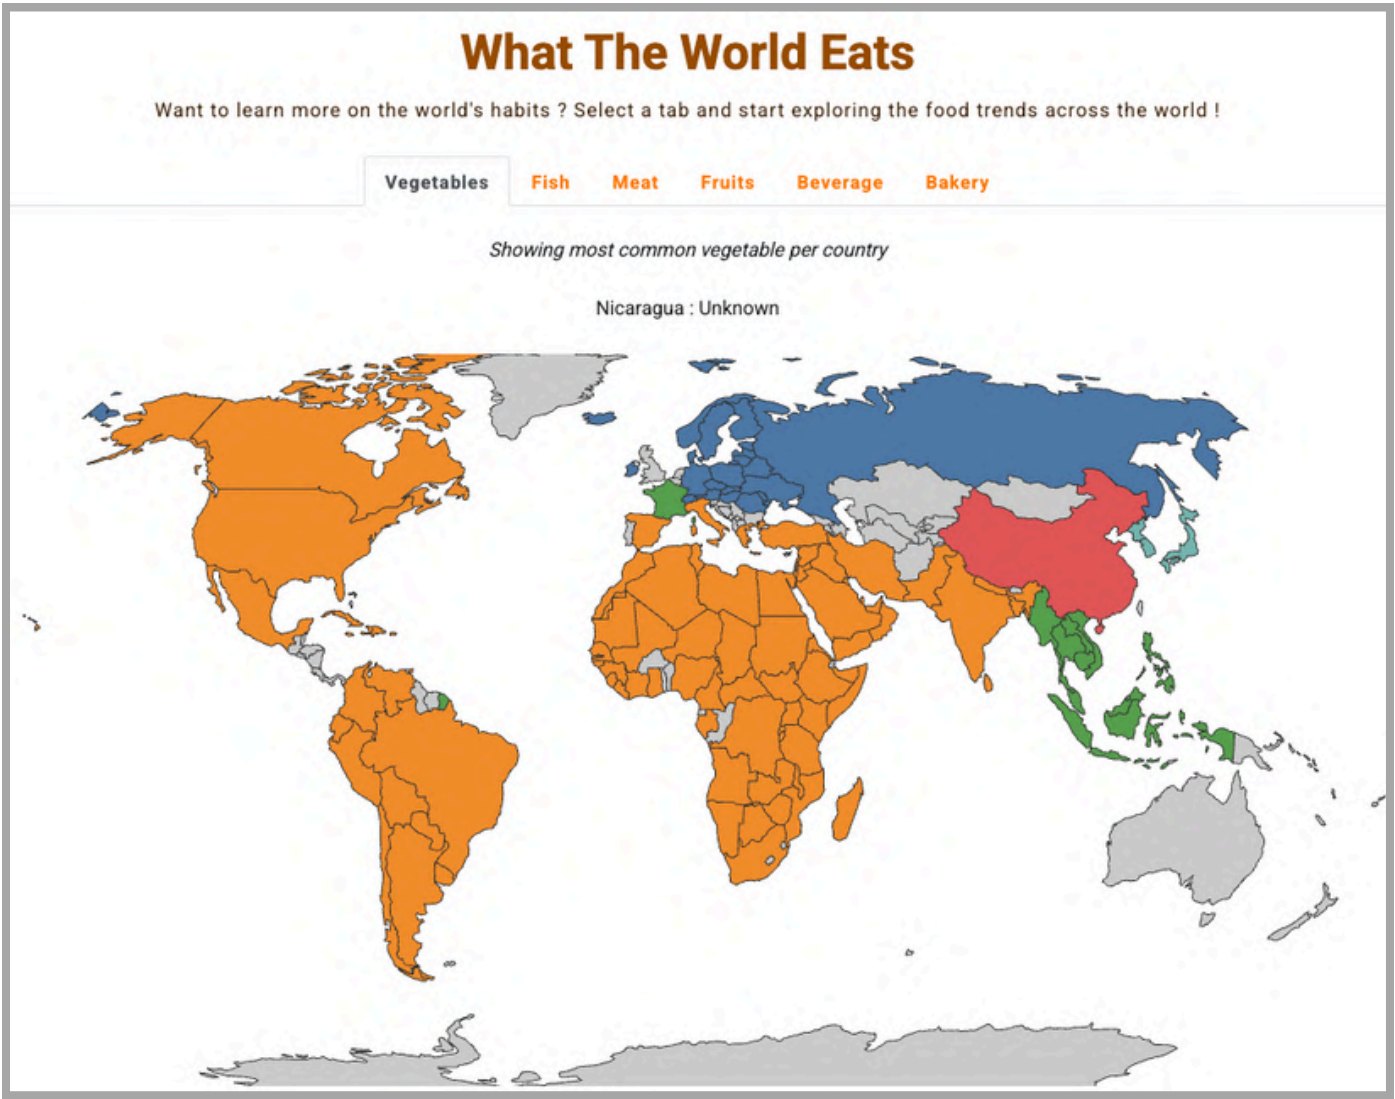 What The World Eats
Want to learn more on the world's habits ? Select a tab and start exploring the food trends across the world !
Vegetables Fish Meat Fruits Beverage Bakery
Showing most common vegetable per country
Nicaragua : Unknown